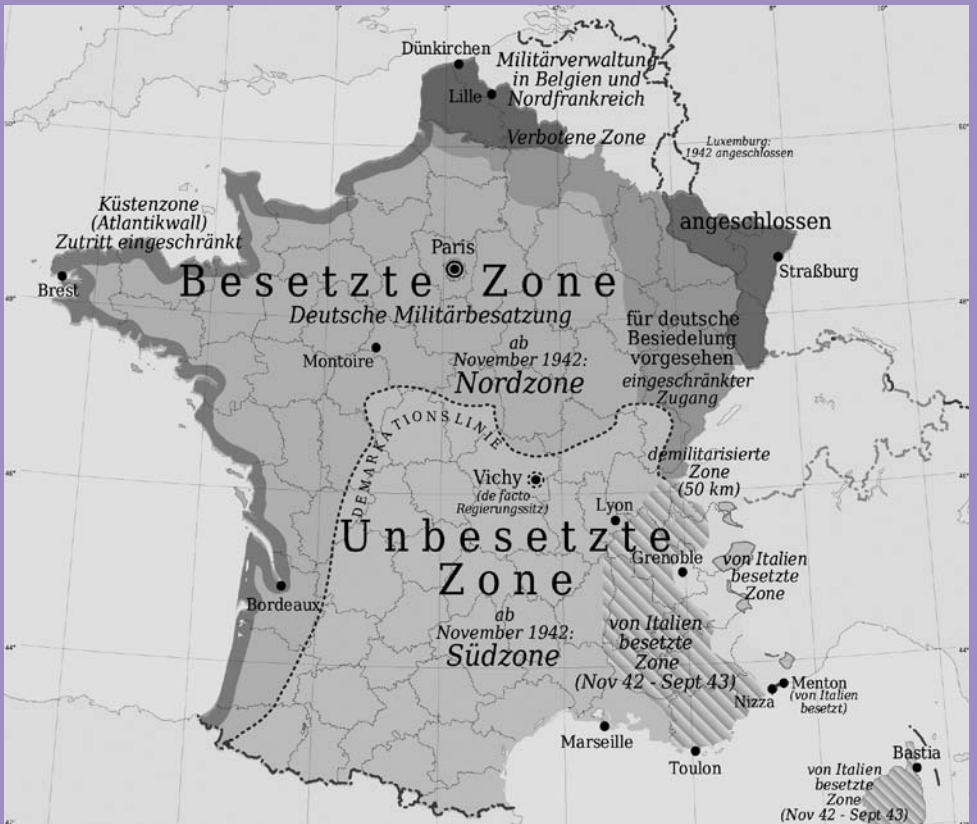 Dünkirchen
Militärverwaltung
in Belgien und
Nordfrankreich
Lille
Verbotene Zone
Luxemburg:
1942 angeschlossen
Küstenzone
(Atlantikwall)
Zutritt eingeschränkt
angeschlossen
Paris
Straßburg
Brest
Besetzte Zone
Deutsche Militärbesatzung
für deutsche
Besiedelung
vorgesehen
eingeschränkter
Zugang
Montoire
ab
November 1942:
Nordzone
DEMARKATIONSLINIE
demilitarisierte
Zone
(50 km)
Vichy
(de facto
Regierungssitz)
Lyon
Unbesetzte
Zone
Grenoble
von Italien
besetzte
Zone
Bordeaux
ab
November 1942:
Südzone
von Italien
besetzte
Zone
(Nov 42 - Sept 43)
Menton
(von Italien
besetzt)
Nizza
Marseille
Toulon
Bastia
von Italien
besetzte
Zone
(Nov 42 - Sept 43)